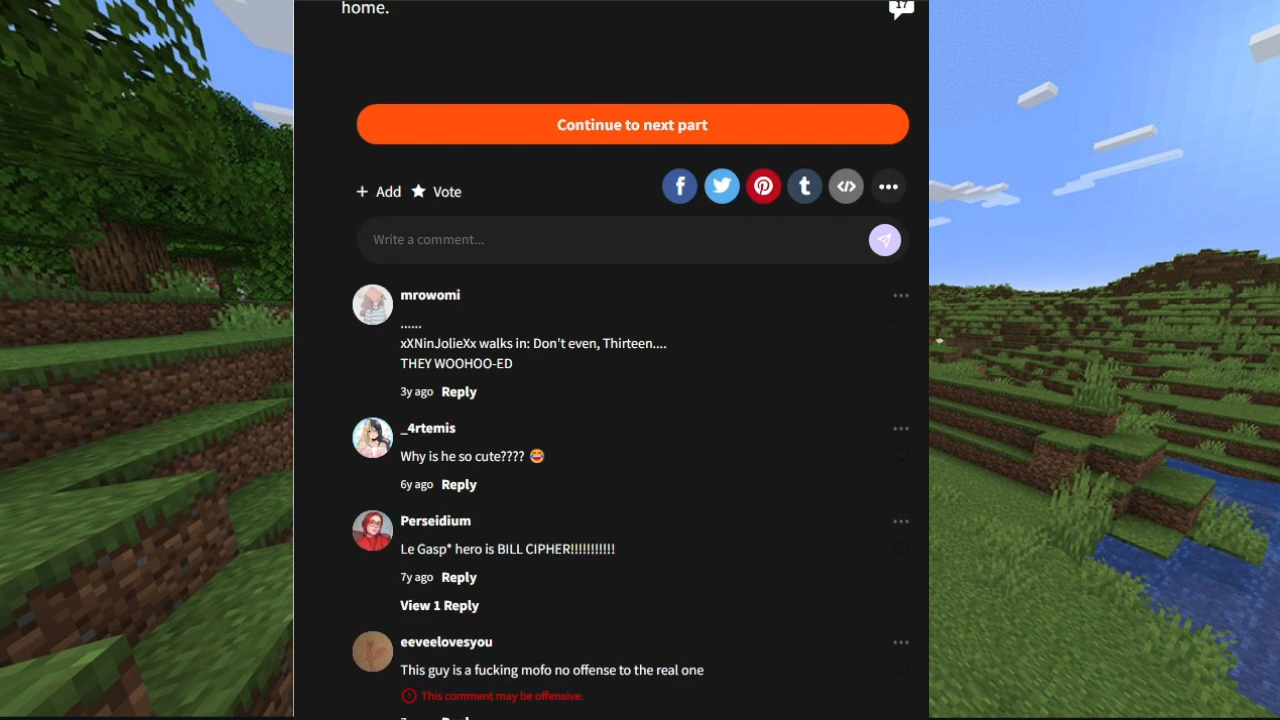 home.
17
Continue to next part
+ Add ★ Vote
Write a comment...
mrowomi
......
xXNinJolieXx walks in: Don't even, Thirteen....
THEY WOOHOO-ED
3y ago Reply
_4rtemis
Why is he so cute???? 😂
6y ago Reply
Perseidium
Le Gasp* hero is BILL CIPHER!!!!!!!!!!!
7y ago Reply
View 1 Reply
eeveelovesyou
This guy is a fucking mofo no offense to the real one
This comment may be offensive.